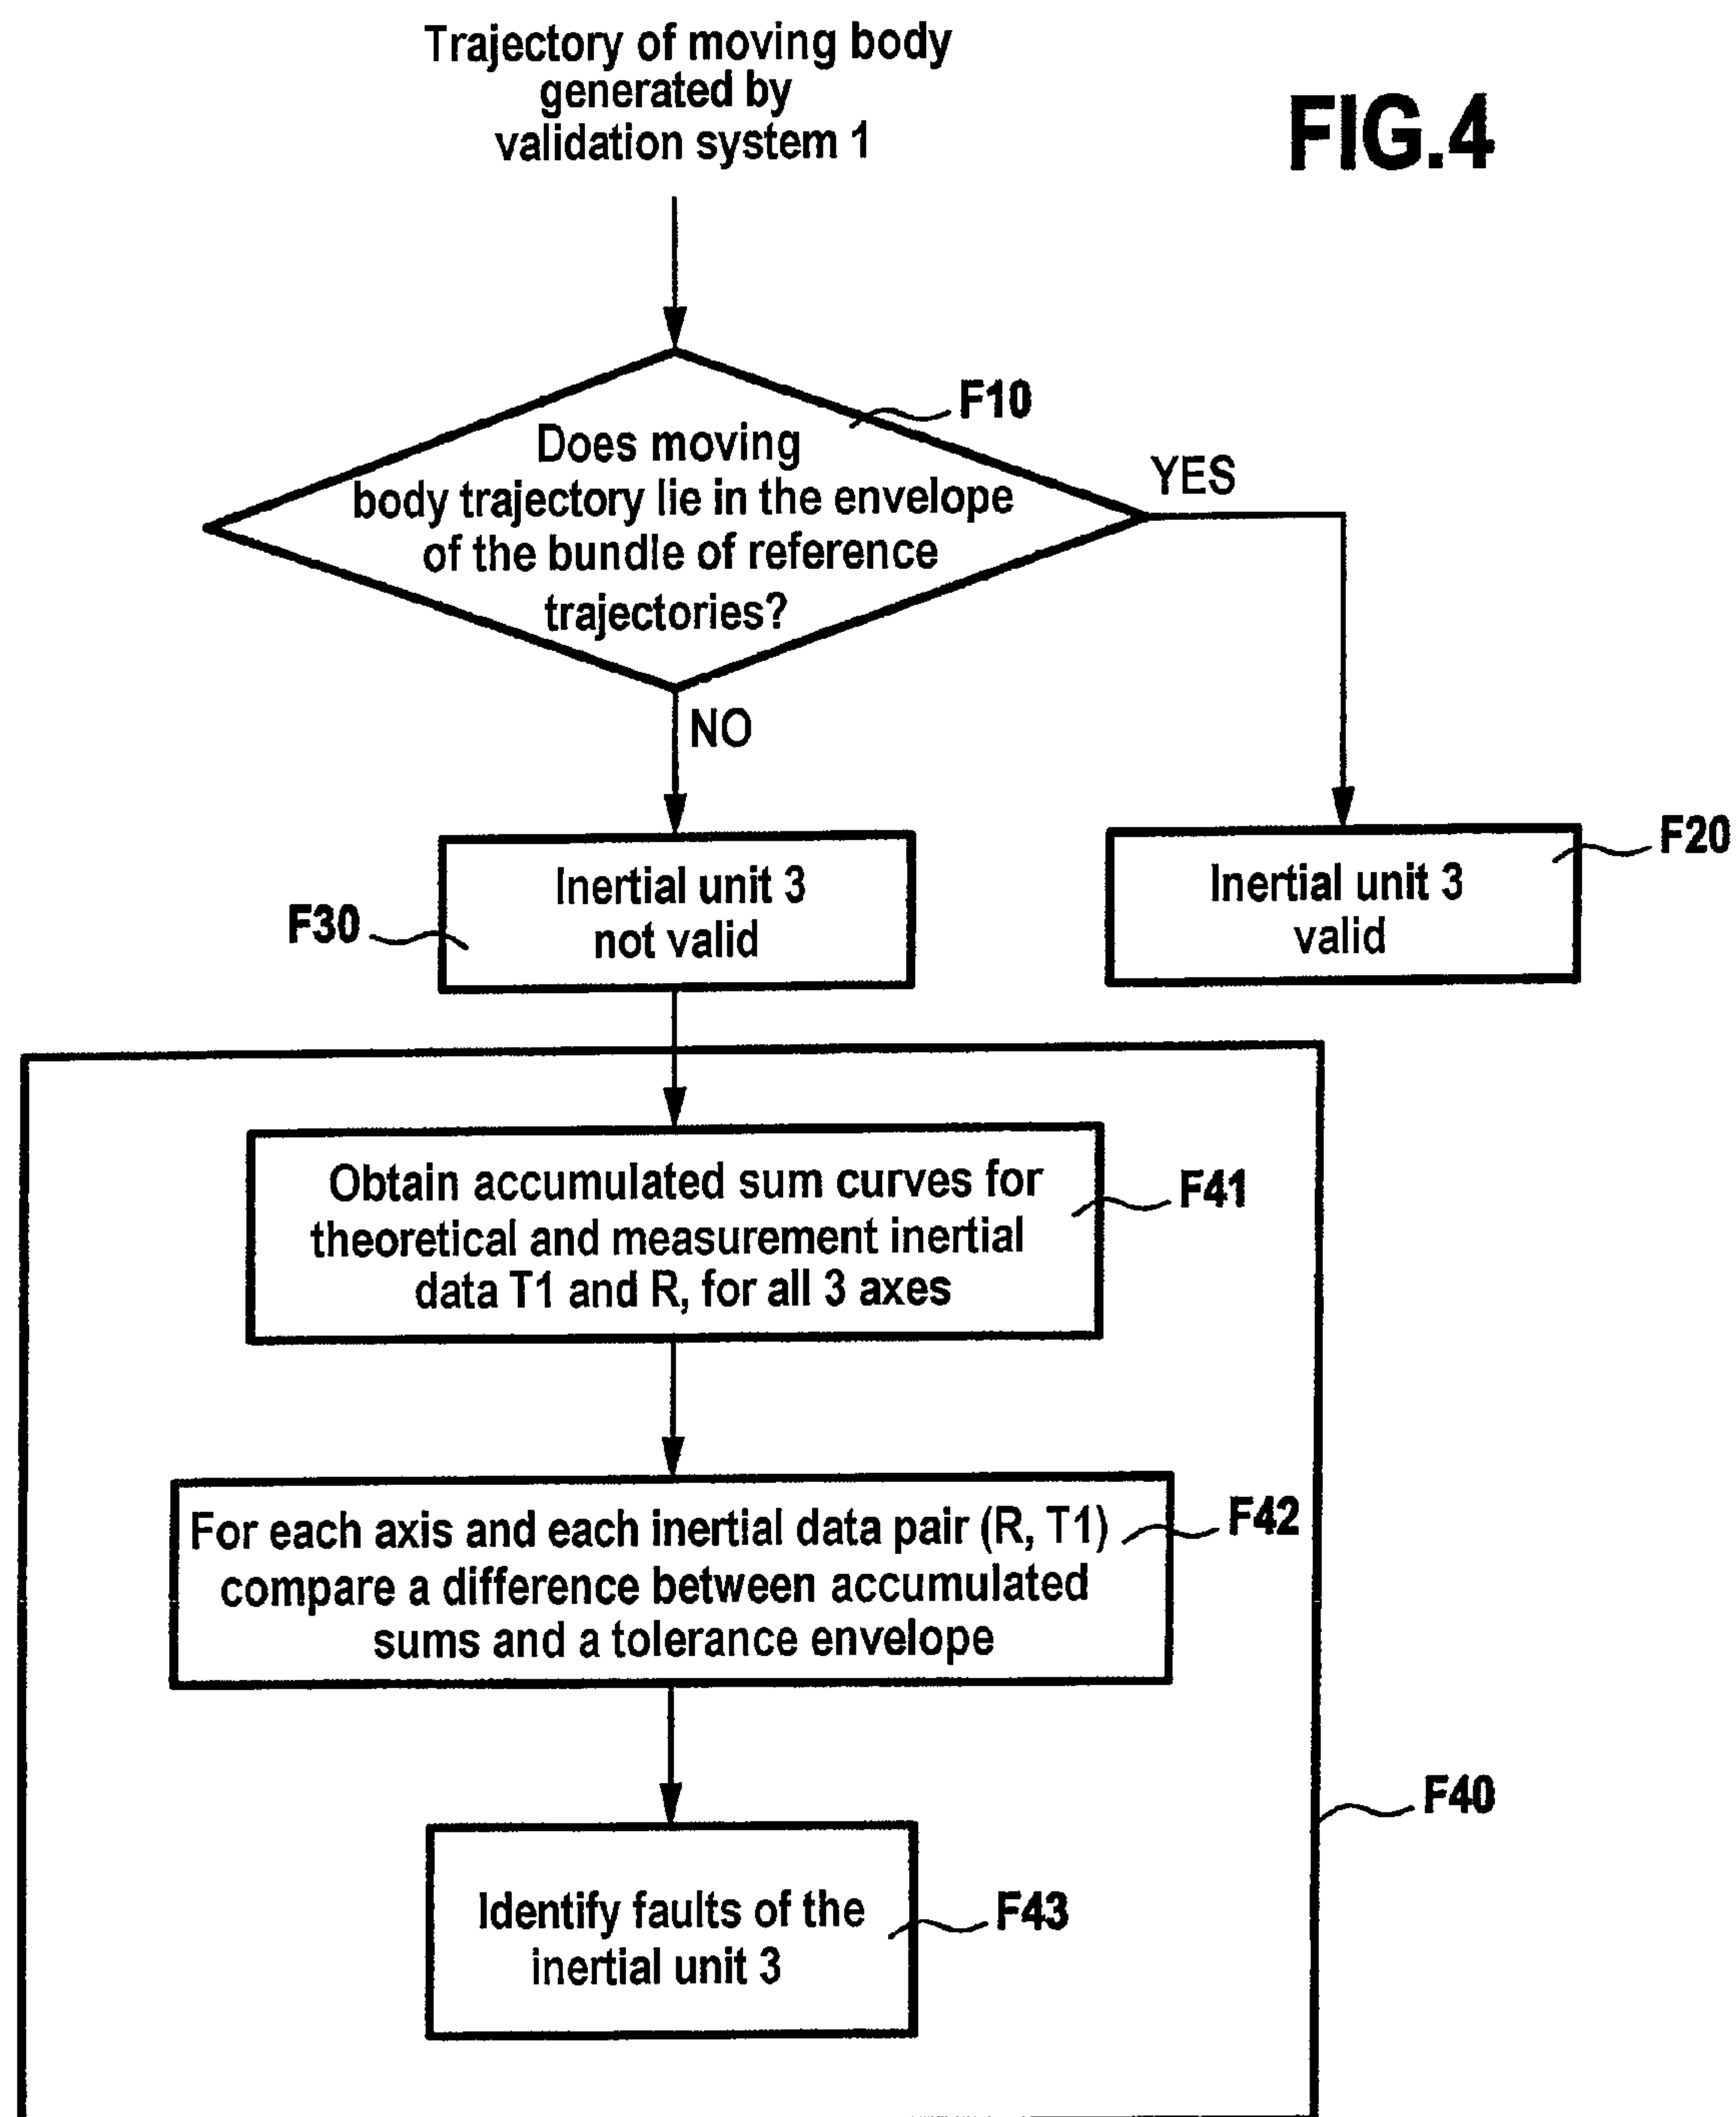 Trajectory of moving body
generated by
validation system 1
FIG.4
F10
Does moving
body trajectory lie in the envelope
of the bundle of reference
trajectories?
YES
NO
F20
Inertial unit 3
valid
F30
Inertial unit 3
not valid
Obtain accumulated sum curves for
theoretical and measurement inertial
data T1 and R, for all 3 axes
F41
For each axis and each inertial data pair (R, T1)
compare a difference between accumulated
sums and a tolerance envelope
F42
F40
Identify faults of the
inertial unit 3
F43